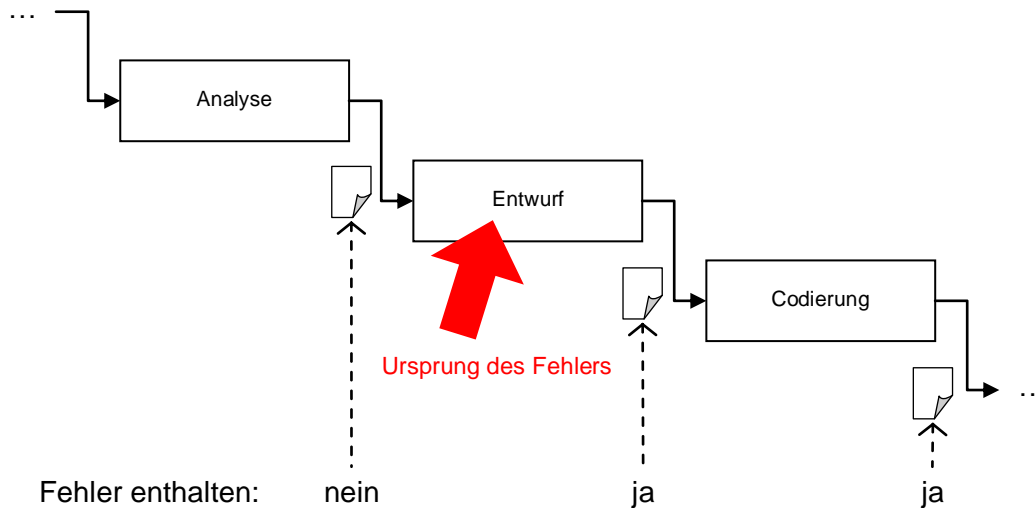 ...
Analyse
Entwurf
Codierung
Ursprung des Fehlers
...
Fehler enthalten: nein ja ja